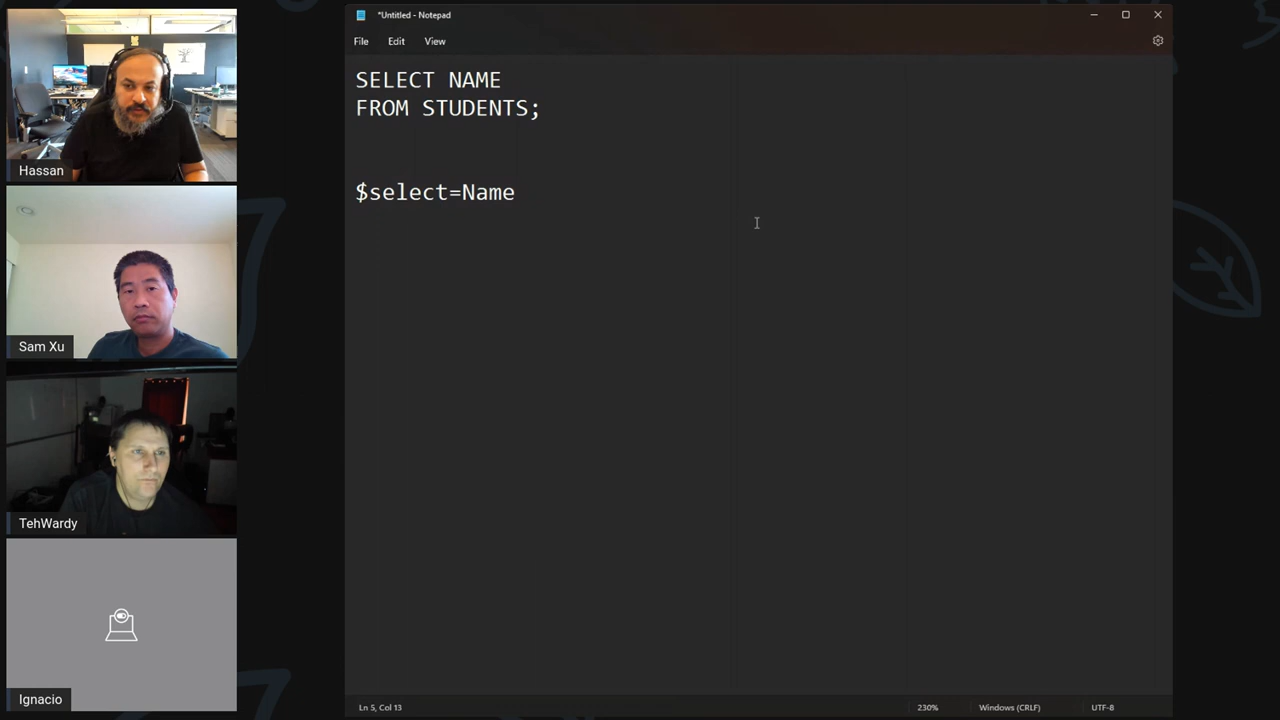 Hassan
Sam Xu
TehWardy
Ignacio
*Untitled - Notepad
File Edit View
SELECT NAME
FROM STUDENTS;
$select=Name
Ln 5, Col 13 230% Windows (CRLF) UTF-8